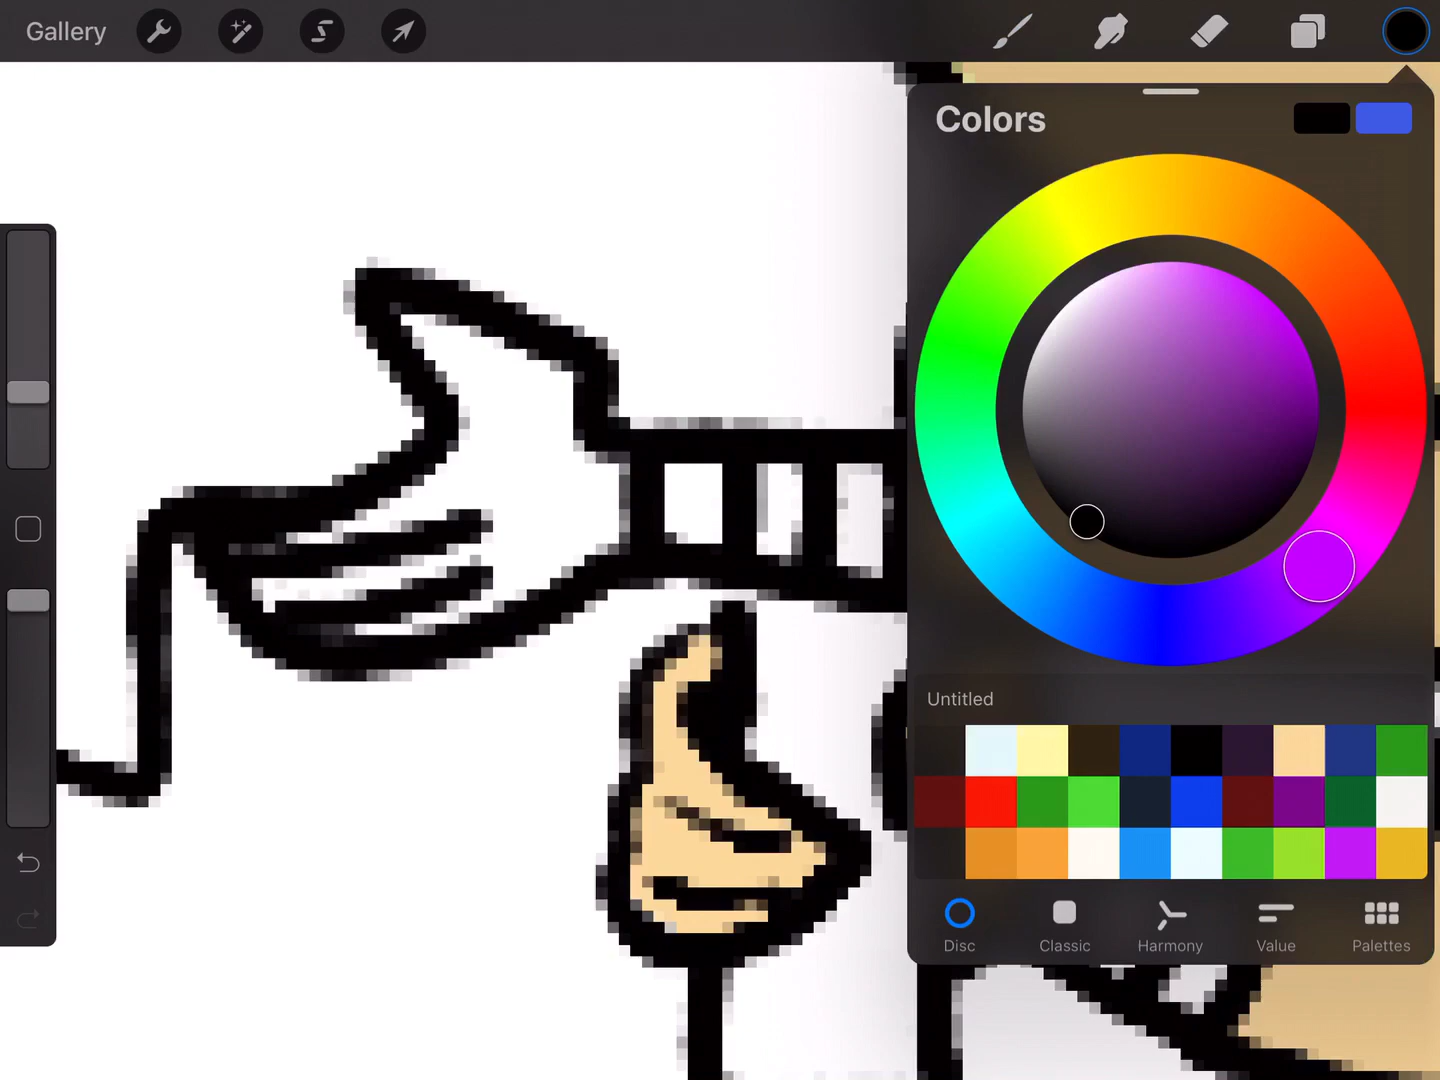 Gallery
Colors
Untitled
Disc
Classic
Harmony
Value
Palettes